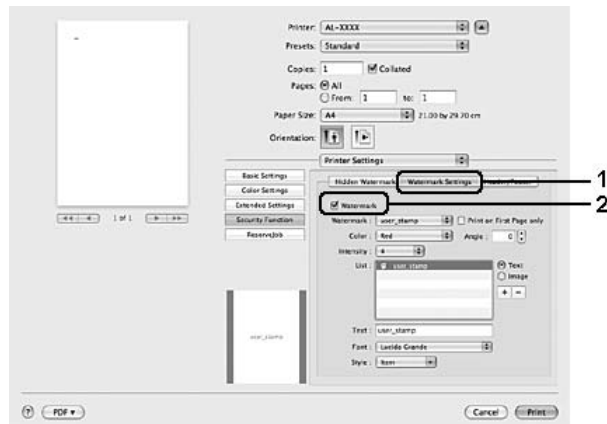 Printer: AL-XXXX
Presets: Standard
Copies: 1 Collated
Pages: All
From: 1 to: 1
Paper Size: A4 21.00 by 29.70 cm
Orientation:
Printer Settings
Basic Settings
Color Settings
Extended Settings
Security Function
ReserveJob
Hidden Watermark Watermark Settings 1
Watermark 2
Watermark : user_stamp Print on First Page only
Color : Red Angle : 0
Intensity : 4
List : user_stamp Text
Image
+ -
Text : user_stamp
Font : Lucida Grande
Style :
1 of 1
user_stamp
? PDF Cancel Print